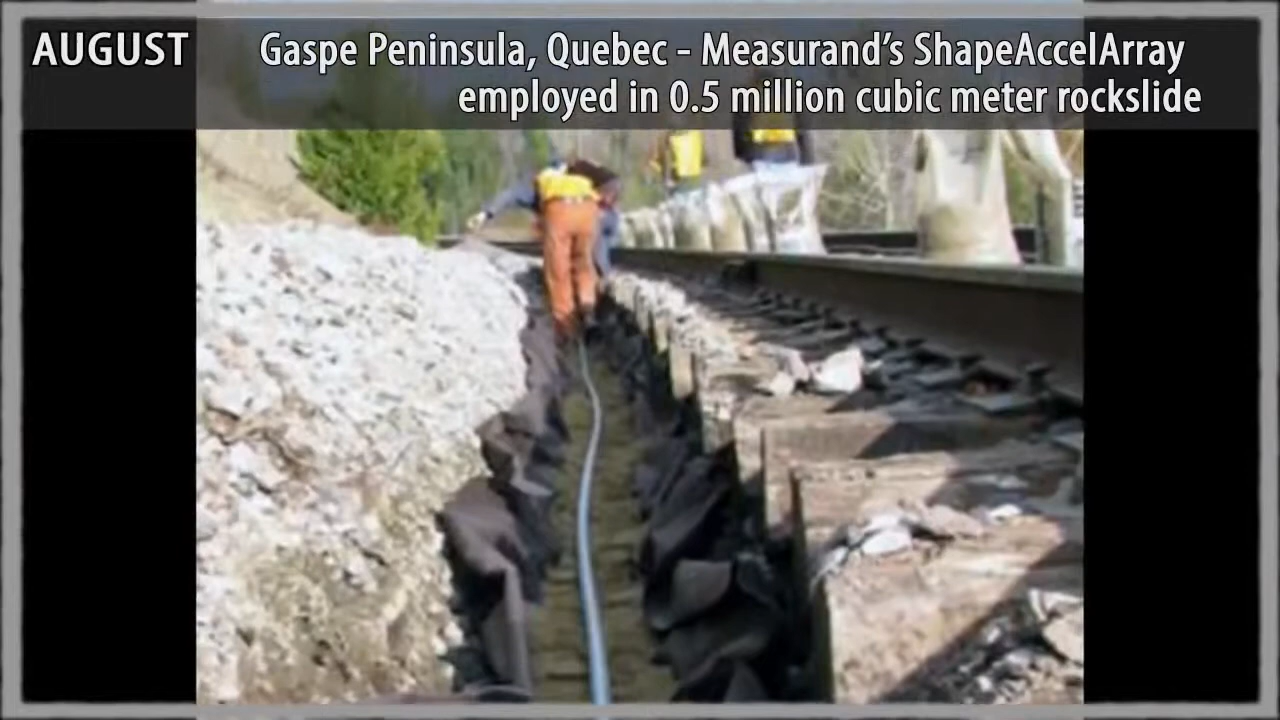 AUGUST
Gaspe Peninsula, Quebec - Measurand's ShapeAccelArray
employed in 0.5 million cubic meter rockslide